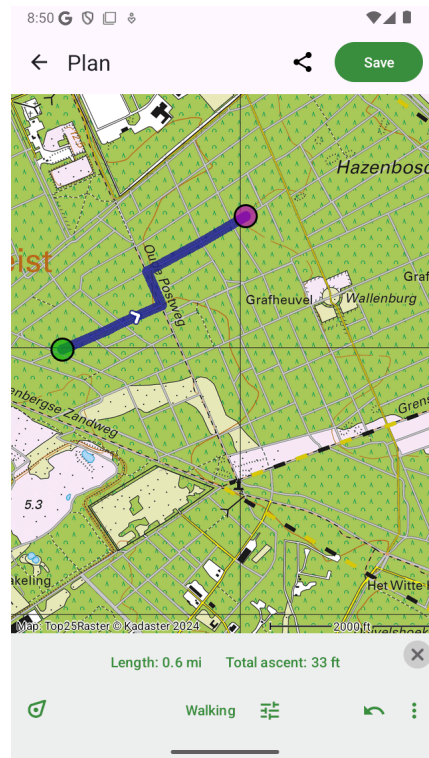 8:50
Plan
Save
Hazenbosc
eist
Oude Postweg
Graf
Grafheuvel
Wallenburg
enbergse Zandweg
Grens
5.3
akeling
Het Witte H
Map: Top25Raster © Kadaster 2024
2000 ft
Length: 0.6 mi Total ascent: 33 ft
Walking